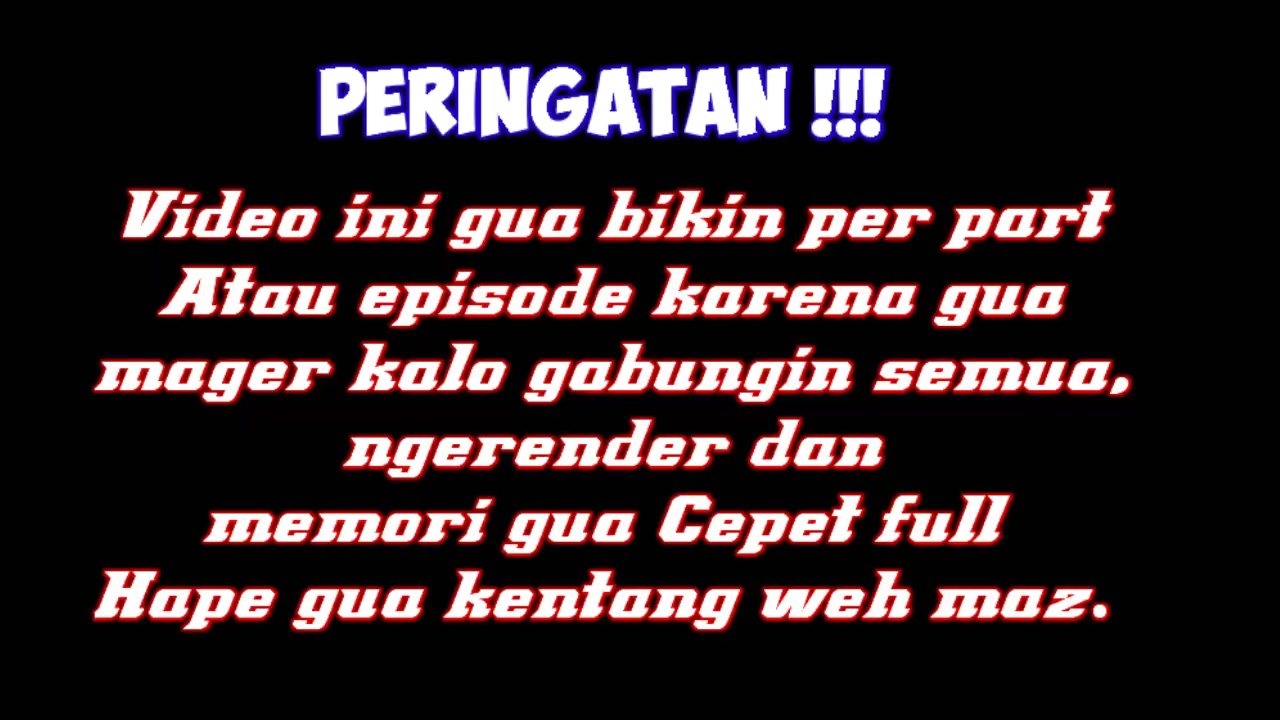 PERINGATAN !!!
Video ini gua bikin per part
Atau episode karena gua
mager kalo gabungin semua,
ngerender dan
memori gua Cepet full
Hape gua kentang weh maz.